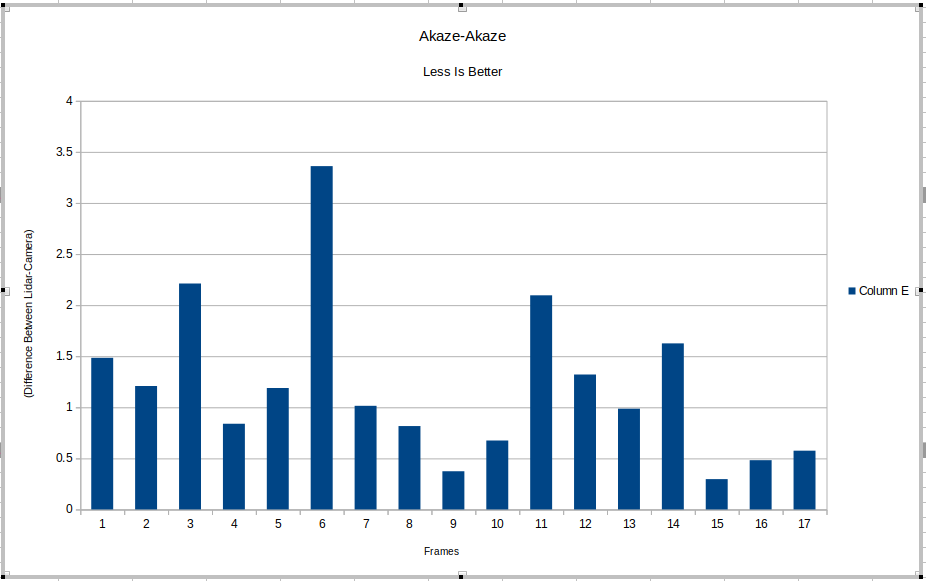 Akaze-Akaze
Less Is Better
4
3.5
3
2.5
2
1.5
1
0.5
0
(Difference Between Lidar-Camera)
1 2 3 4 5 6 7 8 9 10 11 12 13 14 15 16 17
Frames
Column E